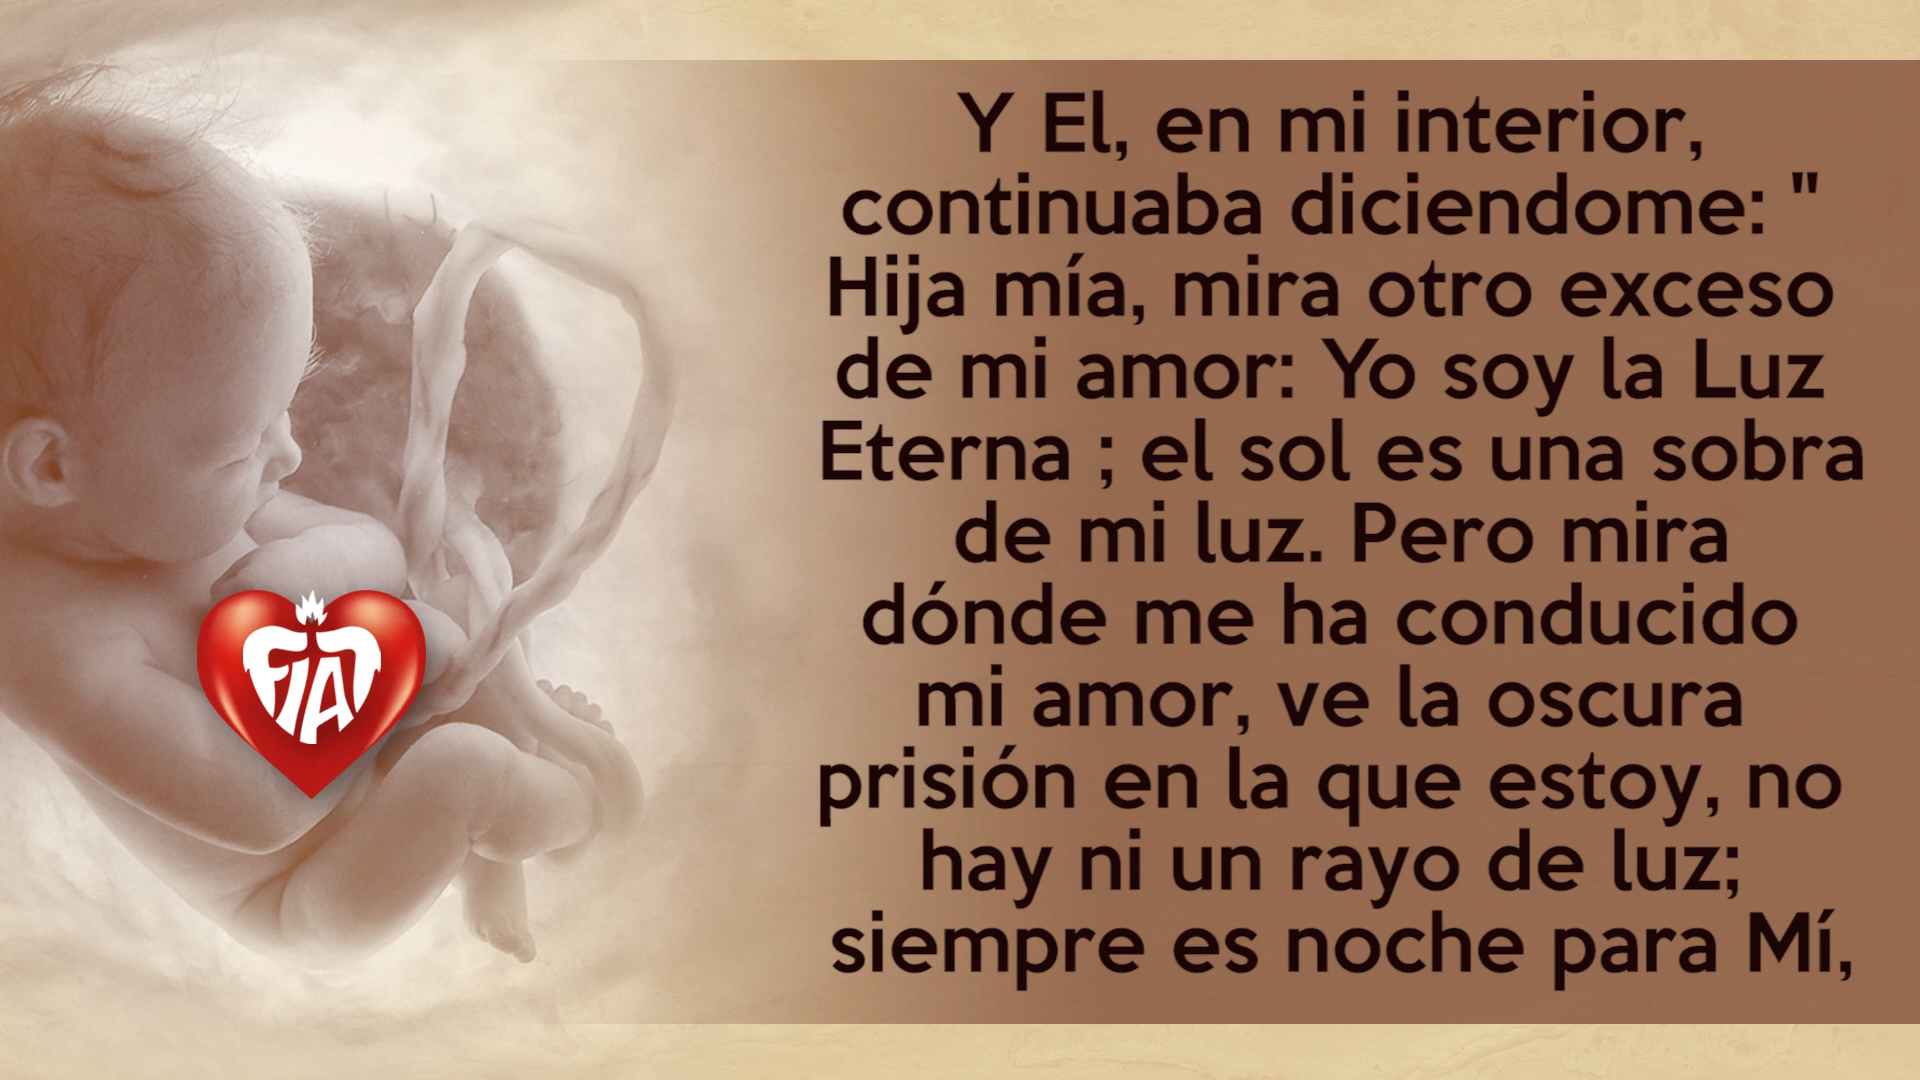 Y El, en mi interior,
continuaba diciendome: "
Hija mía, mira otro exceso
de mi amor: Yo soy la Luz
Eterna ; el sol es una sobra
de mi luz. Pero mira
dónde me ha conducido
mi amor, ve la oscura
prisión en la que estoy, no
hay ni un rayo de luz;
siempre es noche para Mí,
FIAT